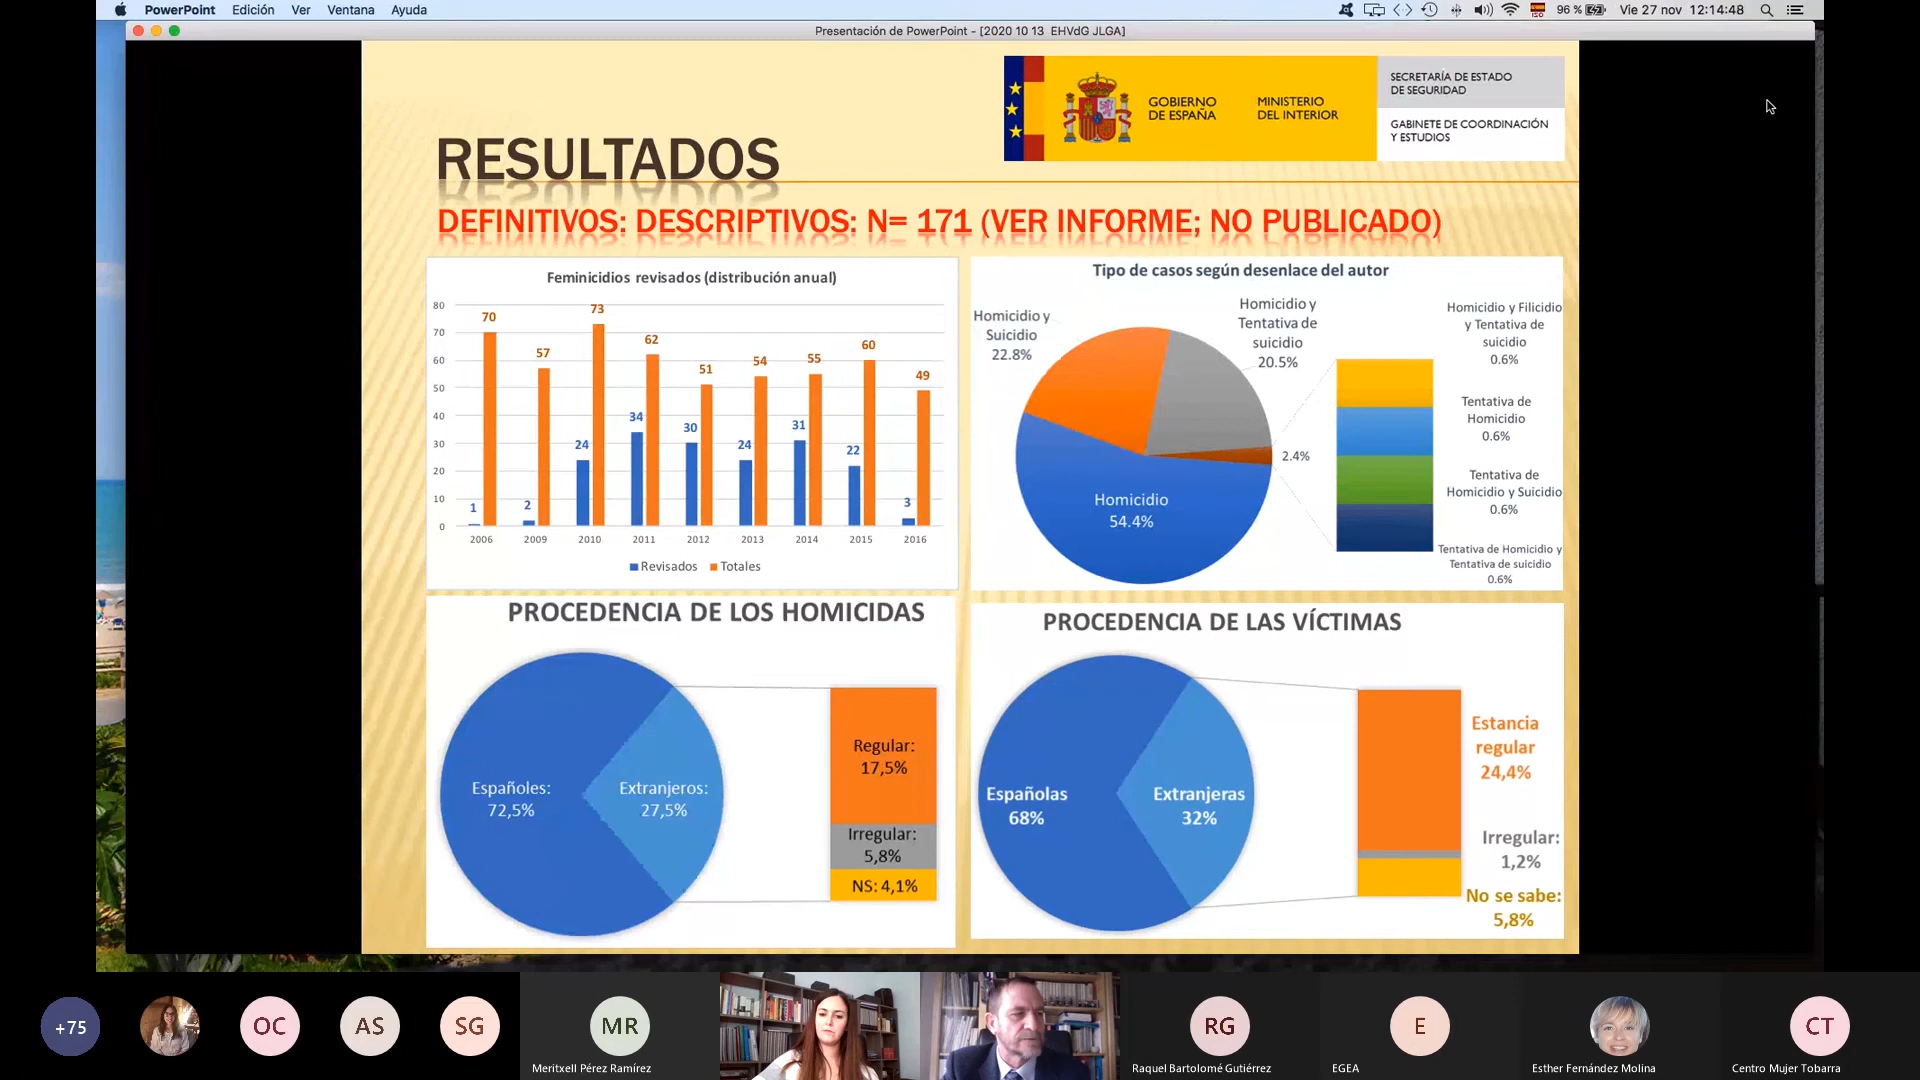 PowerPoint Edición Ver Ventana Ayuda
96 % Vie 27 nov 12:14:48
Presentación de PowerPoint - [2020 10 13 EHVdG JLGA]
GOBIERNO
DE ESPAÑA
MINISTERIO
DEL INTERIOR
SECRETARÍA DE ESTADO
DE SEGURIDAD
GABINETE DE COORDINACIÓN
Y ESTUDIOS
RESULTADOS
DEFINITIVOS: DESCRIPTIVOS: N= 171 (VER INFORME; NO PUBLICADO)
Feminicidios revisados (distribución anual)
80
70
60
50
40
30
20
10
0
1 70
2 57
24 73
34 62
30 51
24 54
31 55
22 60
3 49
2006 2009 2010 2011 2012 2013 2014 2015 2016
Revisados Totales
Tipo de casos según desenlace del autor
Homicidio y
Suicidio
22.8%
Homicidio y
Tentativa de
suicidio
20.5%
Homicidio
54.4%
2.4%
Homicidio y Filicidio
y Tentativa de
suicidio
0.6%
Tentativa de
Homicidio
0.6%
Tentativa de
Homicidio y Suicidio
0.6%
Tentativa de Homicidio y
Tentativa de suicidio
0.6%
PROCEDENCIA DE LOS HOMICIDAS
Españoles:
72,5%
Extranjeros:
27,5%
Regular:
17,5%
Irregular:
5,8%
NS: 4,1%
PROCEDENCIA DE LAS VÍCTIMAS
Españolas
68%
Extranjeras
32%
Estancia
regular
24,4%
Irregular:
1,2%
No se sabe:
5,8%
+75
OC
AS
SG
MR
Meritxell Pérez Ramírez
RG
Raquel Bartolomé Gutiérrez
E
EGEA
Esther Fernández Molina
CT
Centro Mujer Tobarra